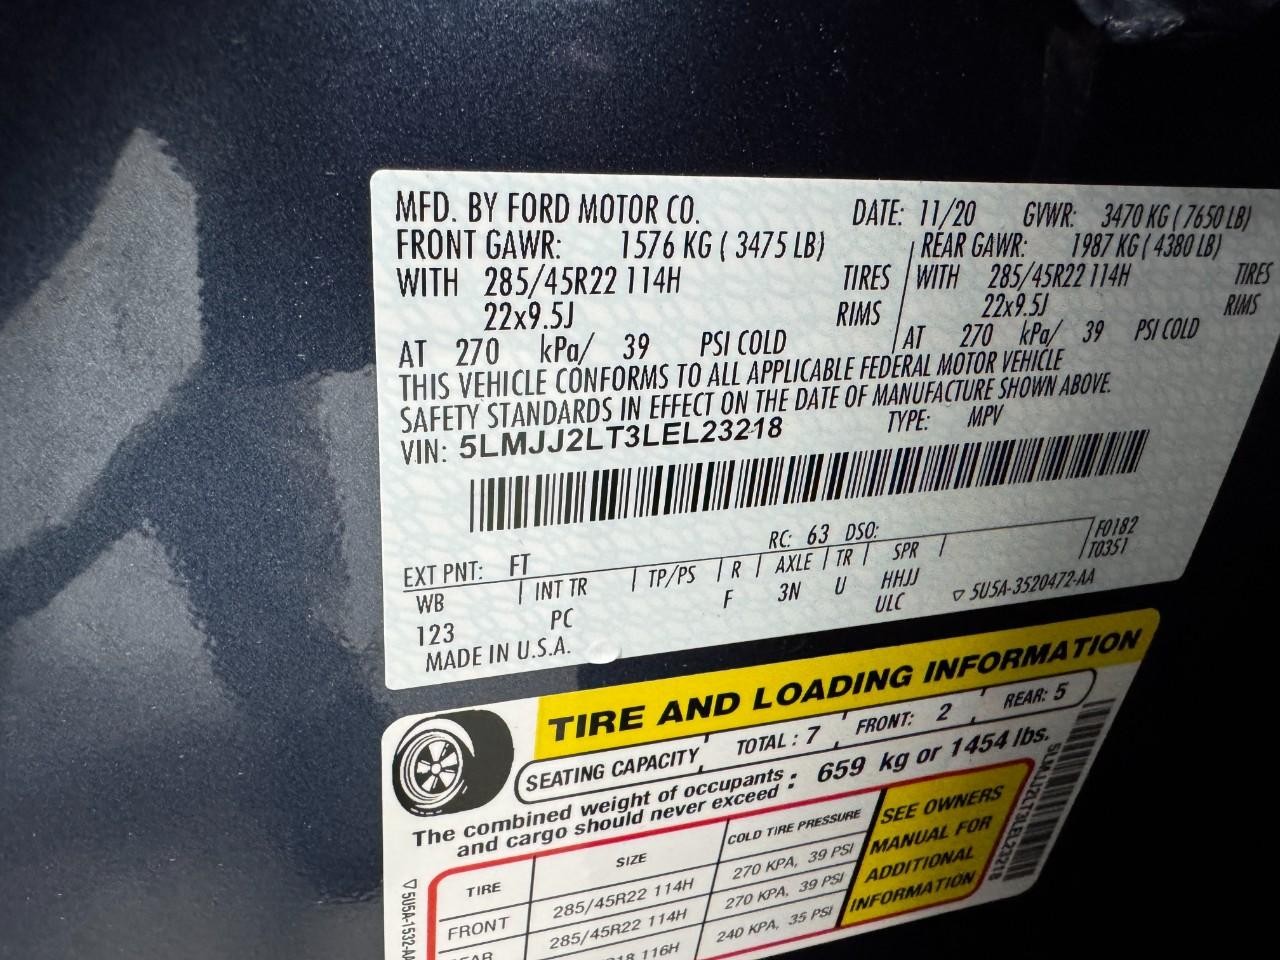 MFD. BY FORD MOTOR CO. DATE: 11/20 GVWR: 3470 KG ( 7650 LB)
FRONT GAWR: 1576 KG ( 3475 LB) REAR GAWR: 1987 KG ( 4380 LB)
WITH 285/45R22 114H TIRES WITH 285/45R22 114H TIRES
22x9.5J RIMS 22x9.5J RIMS
AT 270 kPa/ 39 PSI COLD AT 270 kPa/ 39 PSI COLD
THIS VEHICLE CONFORMS TO ALL APPLICABLE FEDERAL MOTOR VEHICLE
SAFETY STANDARDS IN EFFECT ON THE DATE OF MANUFACTURE SHOWN ABOVE.
VIN: 5LMJJ2LT3LEL23218 TYPE: MPV
EXT PNT: FT RC: 63 DSO: F0182
WB INT TR TP/PS R AXLE TR SPR T0351
123 PC F 3N U HHJJ
ULC 5U5A-3520472-AA
MADE IN U.S.A.
TIRE AND LOADING INFORMATION
SEATING CAPACITY TOTAL : 7 FRONT: 2 REAR: 5
The combined weight of occupants
and cargo should never exceed : 659 kg or 1454 lbs.
TIRE SIZE COLD TIRE PRESSURE
FRONT 285/45R22 114H 270 KPA, 39 PSI
285/45R22 114H 270 KPA, 39 PSI
116H 240 KPA, 35 PSI
SEE OWNERS
MANUAL FOR
ADDITIONAL
INFORMATION
5LMJJ2LT3LEL23218
5U5A-1532-AA